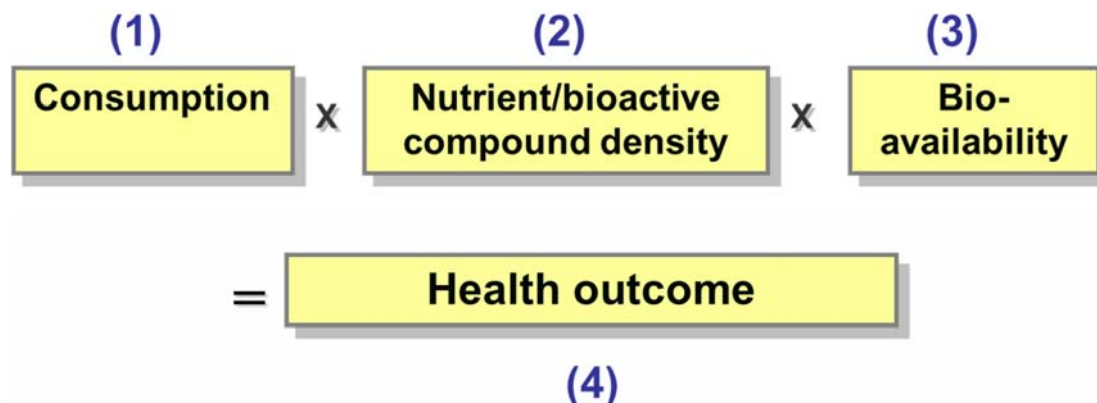 (1) (2) (3)
Consumption x Nutrient/bioactive compound density x Bio-availability
= Health outcome
(4)